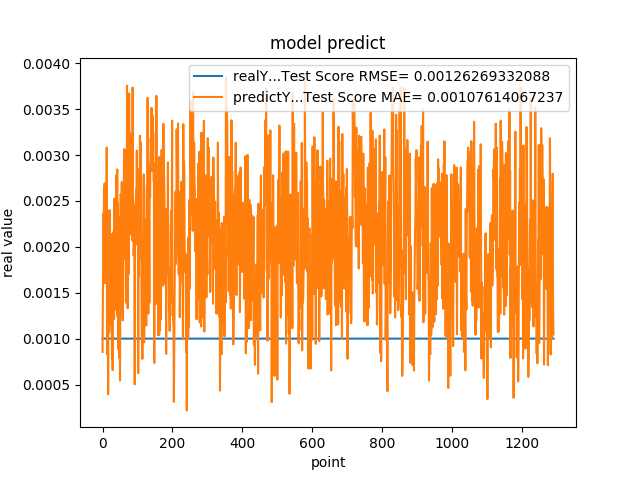 model predict
realY...Test Score RMSE= 0.00126269332088
predictY...Test Score MAE= 0.00107614067237
0.0040
0.0035
0.0030
0.0025
0.0020
0.0015
0.0010
0.0005
real value
0 200 400 600 800 1000 1200
point